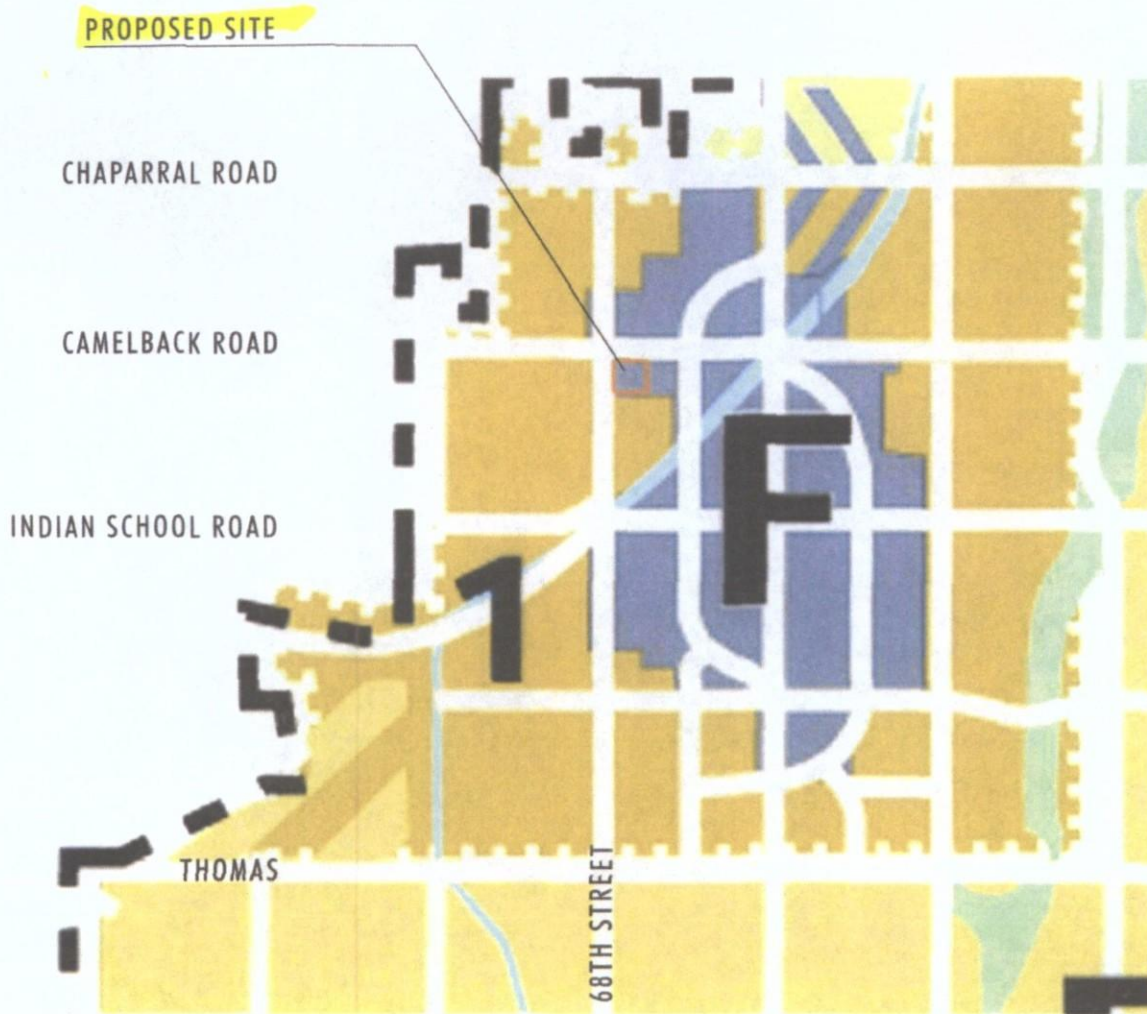 PROPOSED SITE
CHAPARRAL ROAD
CAMELBACK ROAD
F
INDIAN SCHOOL ROAD
1
THOMAS
68TH STREET